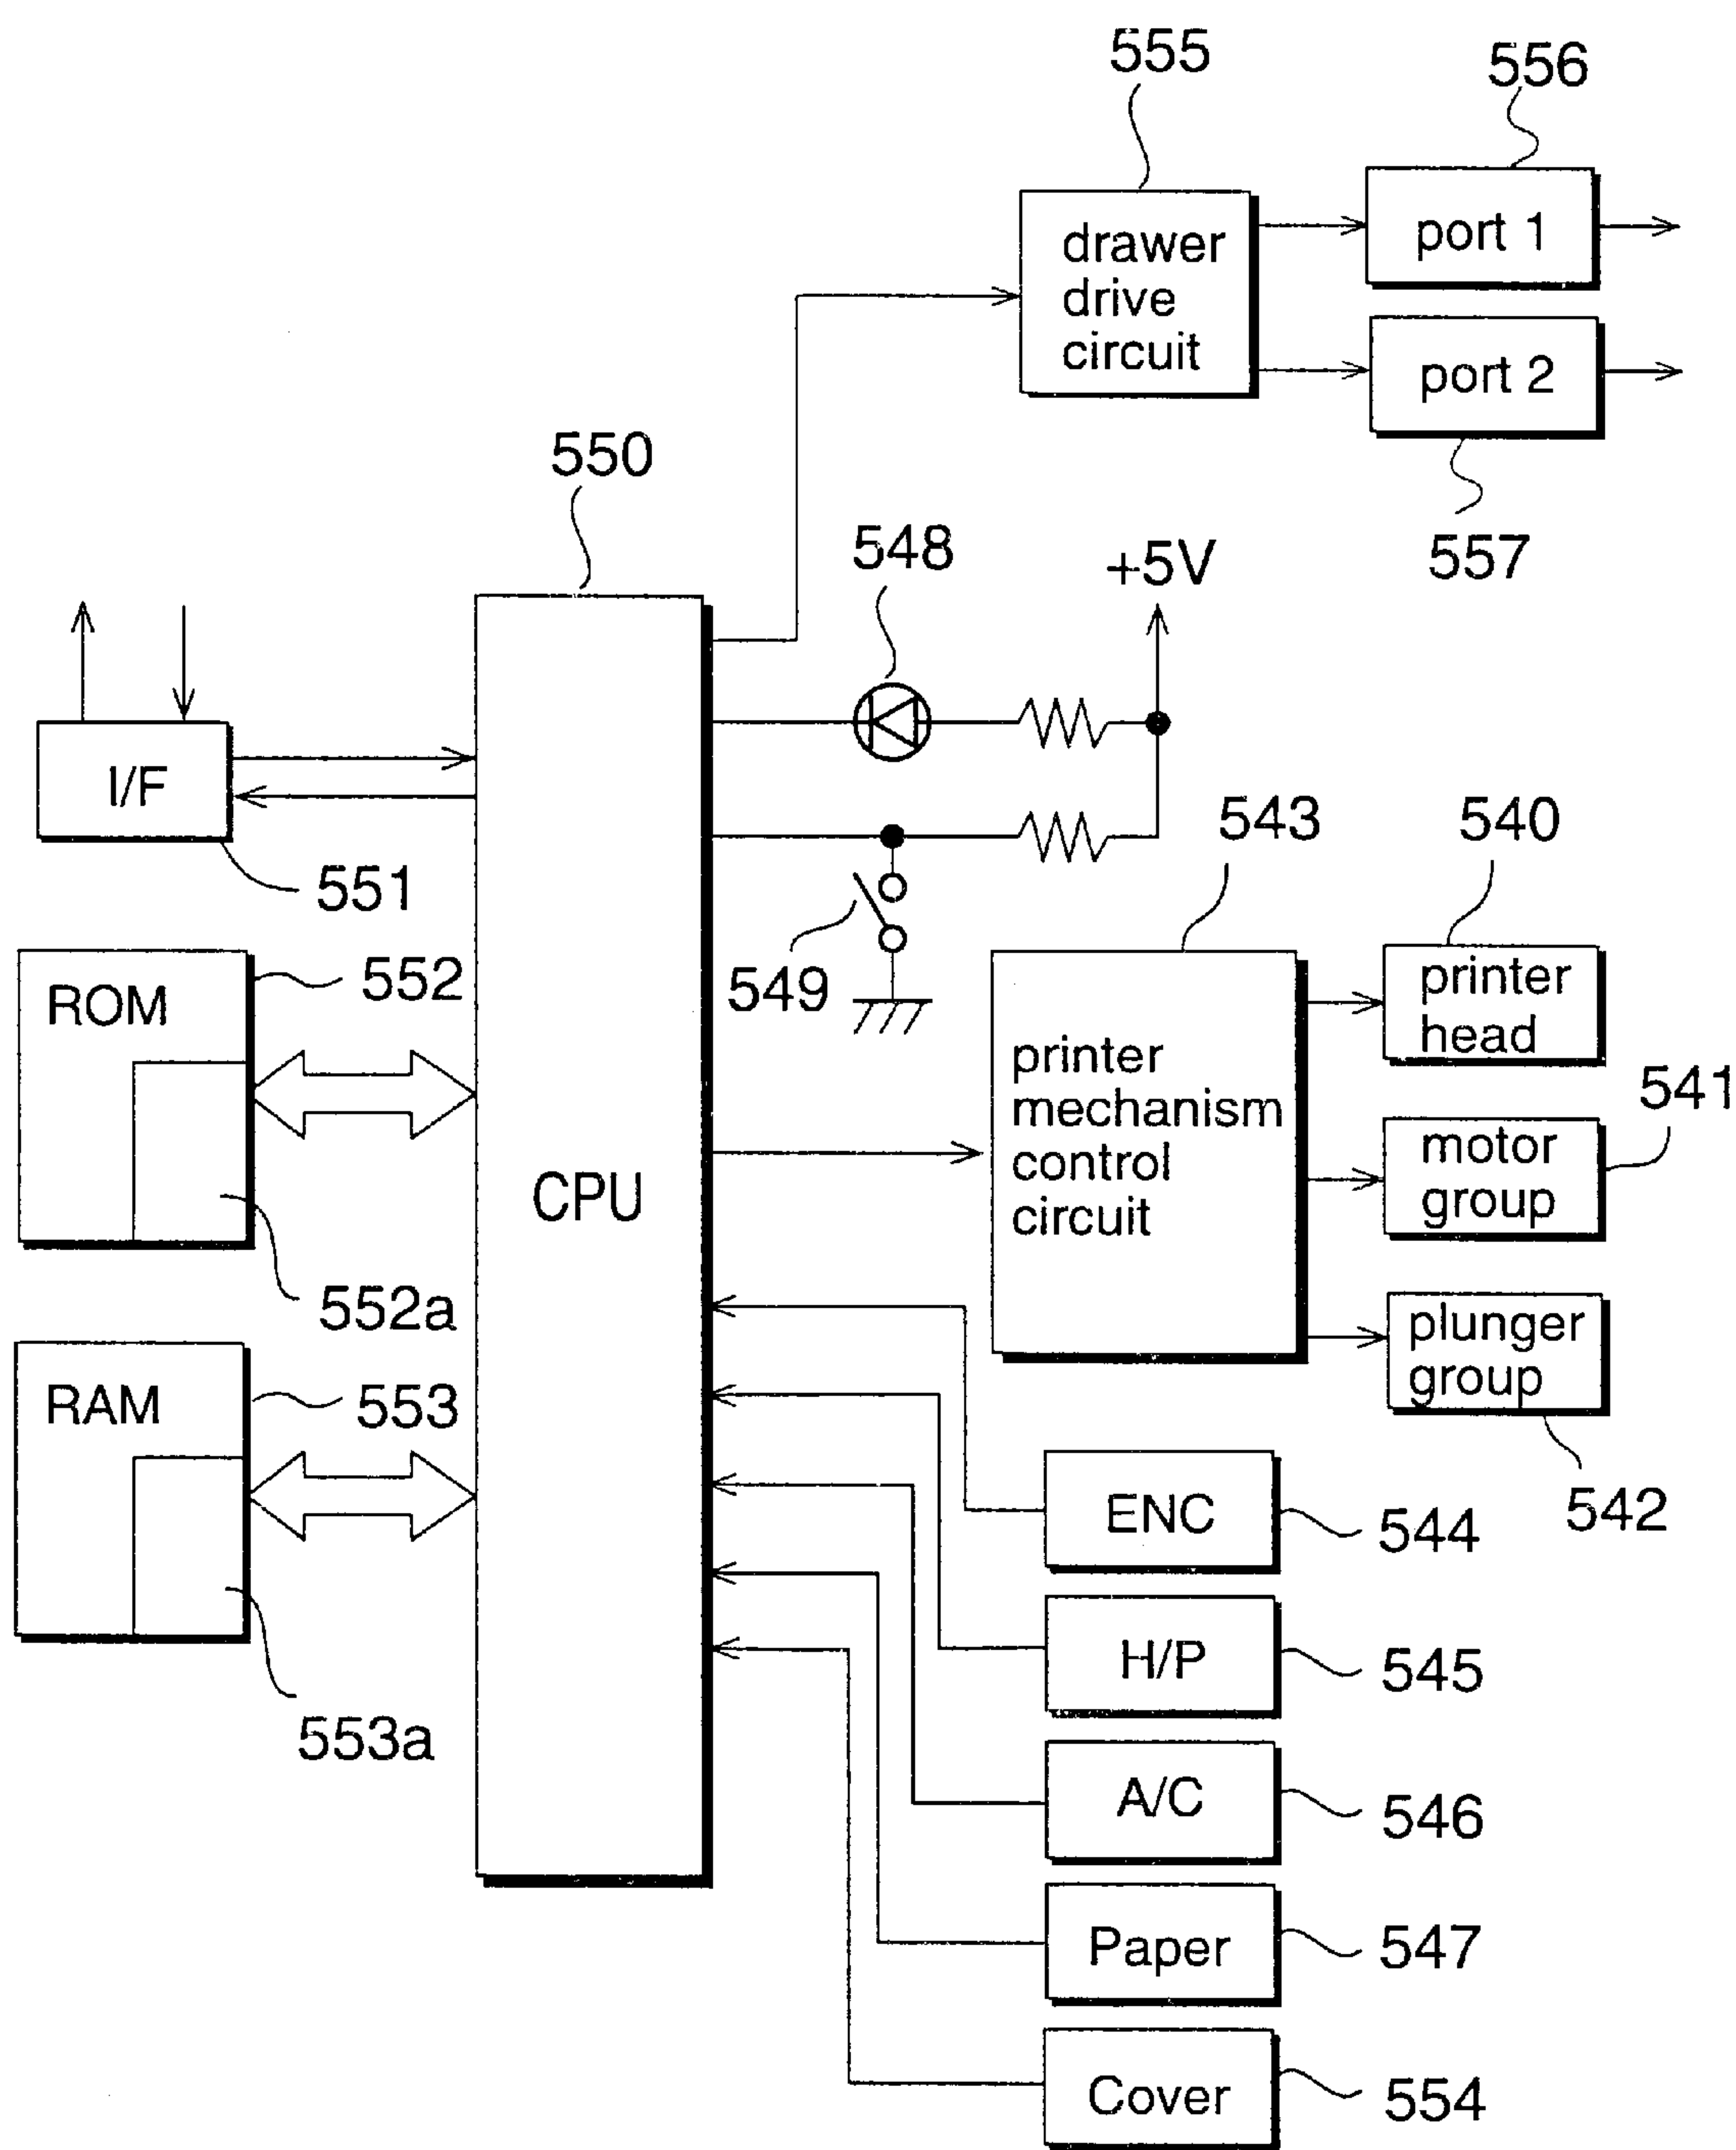 555
556
drawer
drive
circuit
port 1
port 2
550
548
+5V
557
I/F
551
543
540
ROM
552
549
printer
head
printer
mechanism
control
circuit
541
motor
group
CPU
552a
plunger
group
RAM
553
542
ENC
544
H/P
545
553a
A/C
546
Paper
547
Cover
554